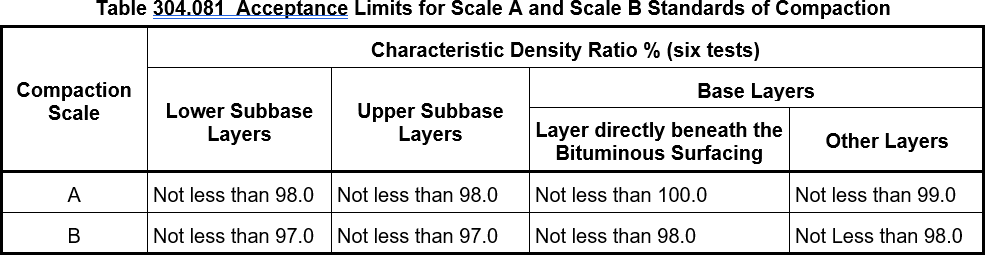 Table 304.081  Acceptance Limits for Scale A and Scale B Standards of Compaction
Compaction
Scale
Characteristic Density Ratio % (six tests)
Lower Subbase
Layers
Upper Subbase
Layers
Base Layers
Layer directly beneath the
Bituminous Surfacing
Other Layers
A
Not less than 98.0
Not less than 98.0
Not less than 100.0
Not less than 99.0
B
Not less than 97.0
Not less than 97.0
Not less than 98.0
Not Less than 98.0